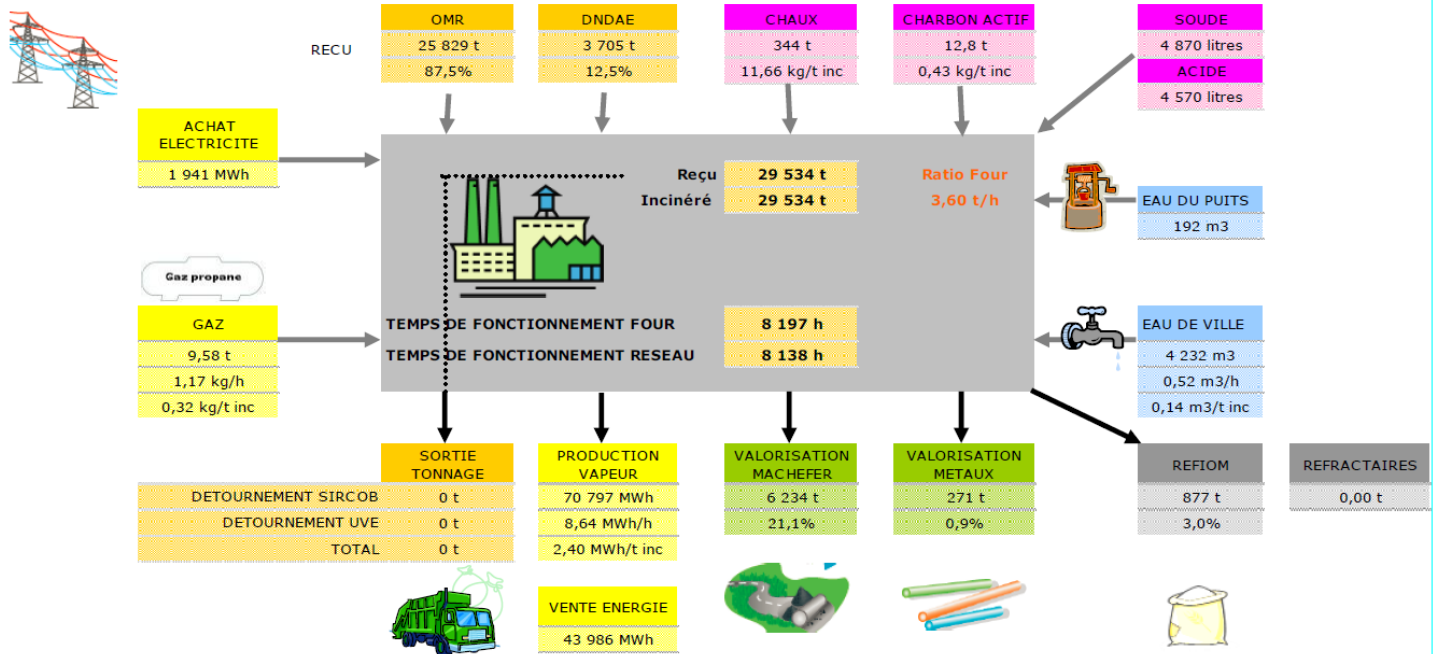 OMR
DNDAE
CHAUX
CHARBON ACTIF
SOUDE
RECU
25 829 t
3 705 t
344 t
12,8 t
4 870 litres
87,5%
12,5%
11,66 kg/t inc
0,43 kg/t inc
ACIDE
4 570 litres
ACHAT
ELECTRICITE
1 941 MWh
Reçu
29 534 t
Ratio Four
Incinéré
29 534 t
3,60 t/h
EAU DU PUITS
192 m3
Gaz propane
GAZ
9,58 t
1,17 kg/h
0,32 kg/t inc
TEMPS DE FONCTIONNEMENT FOUR
8 197 h
TEMPS DE FONCTIONNEMENT RESEAU
8 138 h
EAU DE VILLE
4 232 m3
0,52 m3/h
0,14 m3/t inc
SORTIE
TONNAGE
PRODUCTION
VAPEUR
VALORISATION
MACHEFER
VALORISATION
METAUX
REFIOM
REFRACTAIRES
DETOURNEMENT SIRCOB
0 t
70 797 MWh
6 234 t
271 t
877 t
0,00 t
DETOURNEMENT UVE
0 t
8,64 MWh/h
21,1%
0,9%
3,0%
TOTAL
0 t
2,40 MWh/t inc
VENTE ENERGIE
43 986 MWh